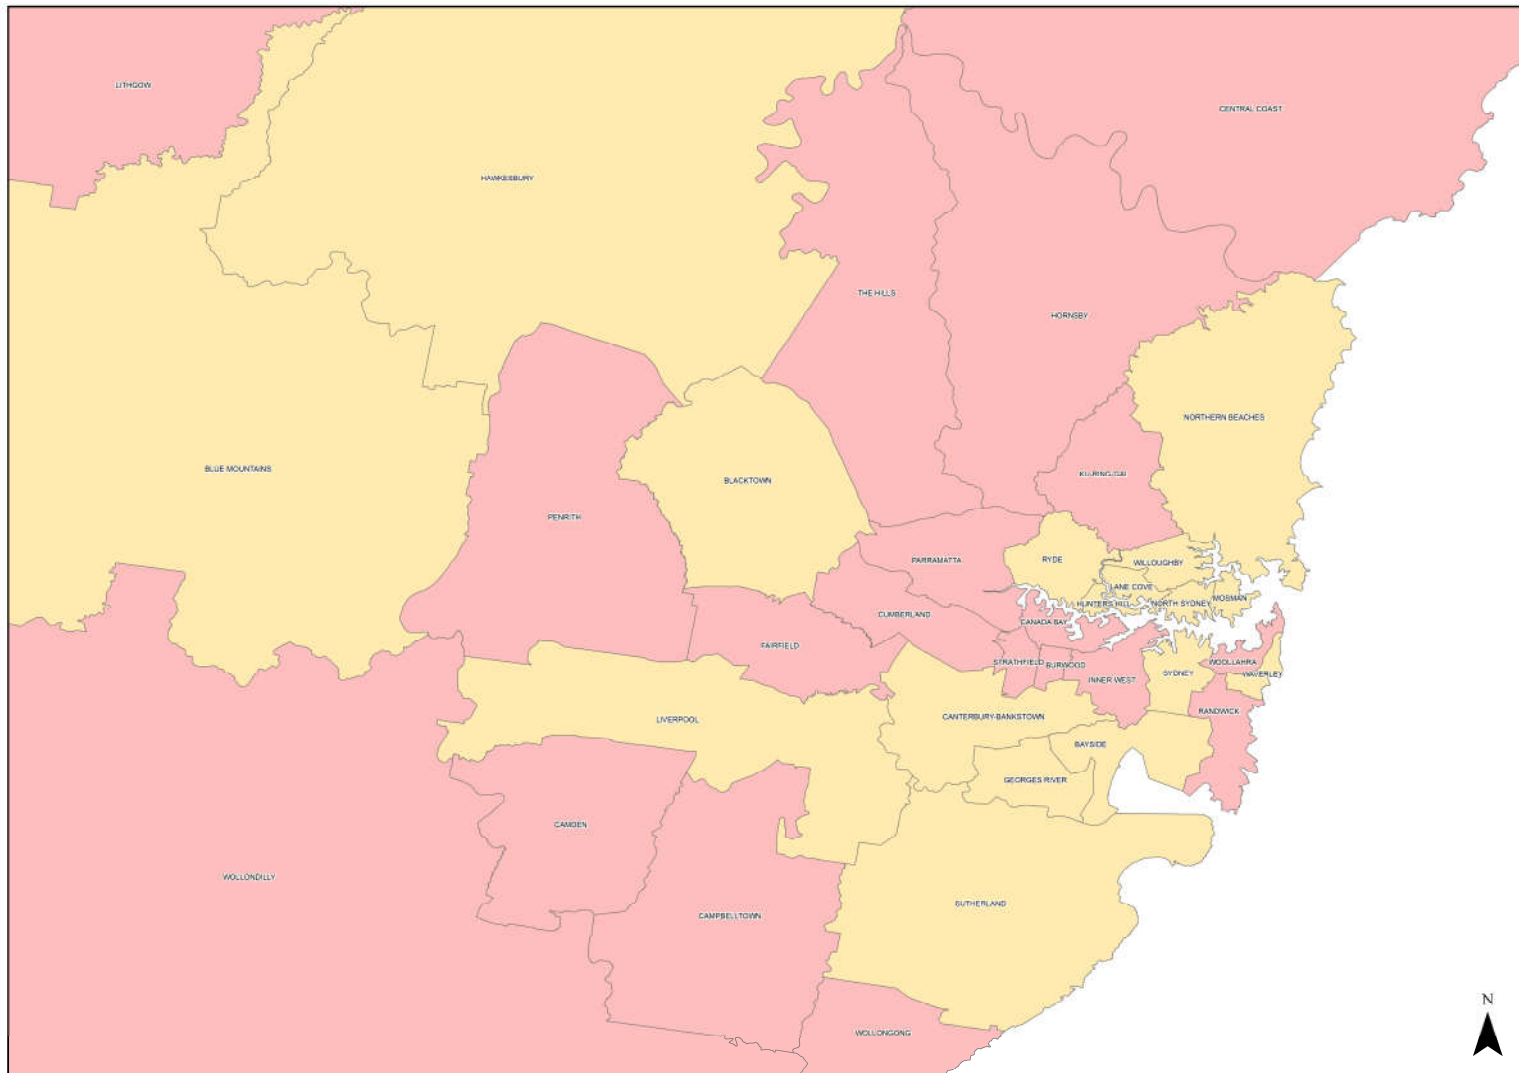 LITHGOW
CENTRAL COAST
HAWKESBURY
THE HILLS
HORNSBY
NORTHERN BEACHES
BLUE MOUNTAINS
KU-RING-GAI
BLACKTOWN
PENRITH
PARRAMATTA
RYDE
WILLOUGHBY
LANE COVE
HUNTERS HILL
NORTH SYDNEY
MOSMAN
CUMBERLAND
CANADA BAY
FAIRFIELD
STRATHFIELD
BURWOOD
INNER WEST
SYDNEY
WOOLLAHRA
WAVERLEY
RANDWICK
LIVERPOOL
CANTERBURY-BANKSTOWN
BAYSIDE
GEORGES RIVER
CAMDEN
WOLLONDILLY
CAMPBELLTOWN
SUTHERLAND
N
WOLLONGONG